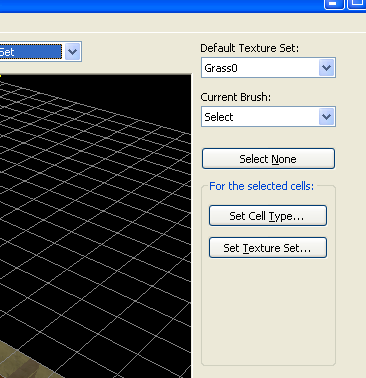 Default Texture Set:
Set
Grass0
Current Brush:
Select
Select None
For the selected cells:
Set Cell Type...
Set Texture Set...